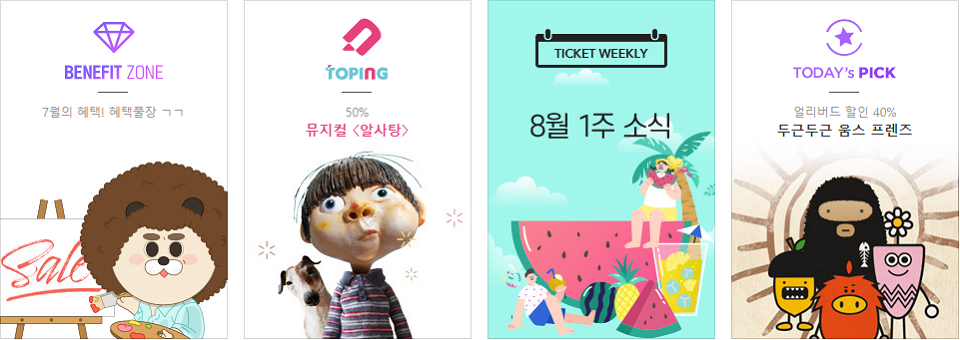 BENEFIT ZONE
7월의 혜택! 혜택풀장 ㄱㄱ
Sale
TOPING
50%
뮤지컬 <알사탕>
TICKET WEEKLY
8월 1주 소식
TODAY's PICK
얼리버드 할인 40%
두근두근 윰스 프렌즈